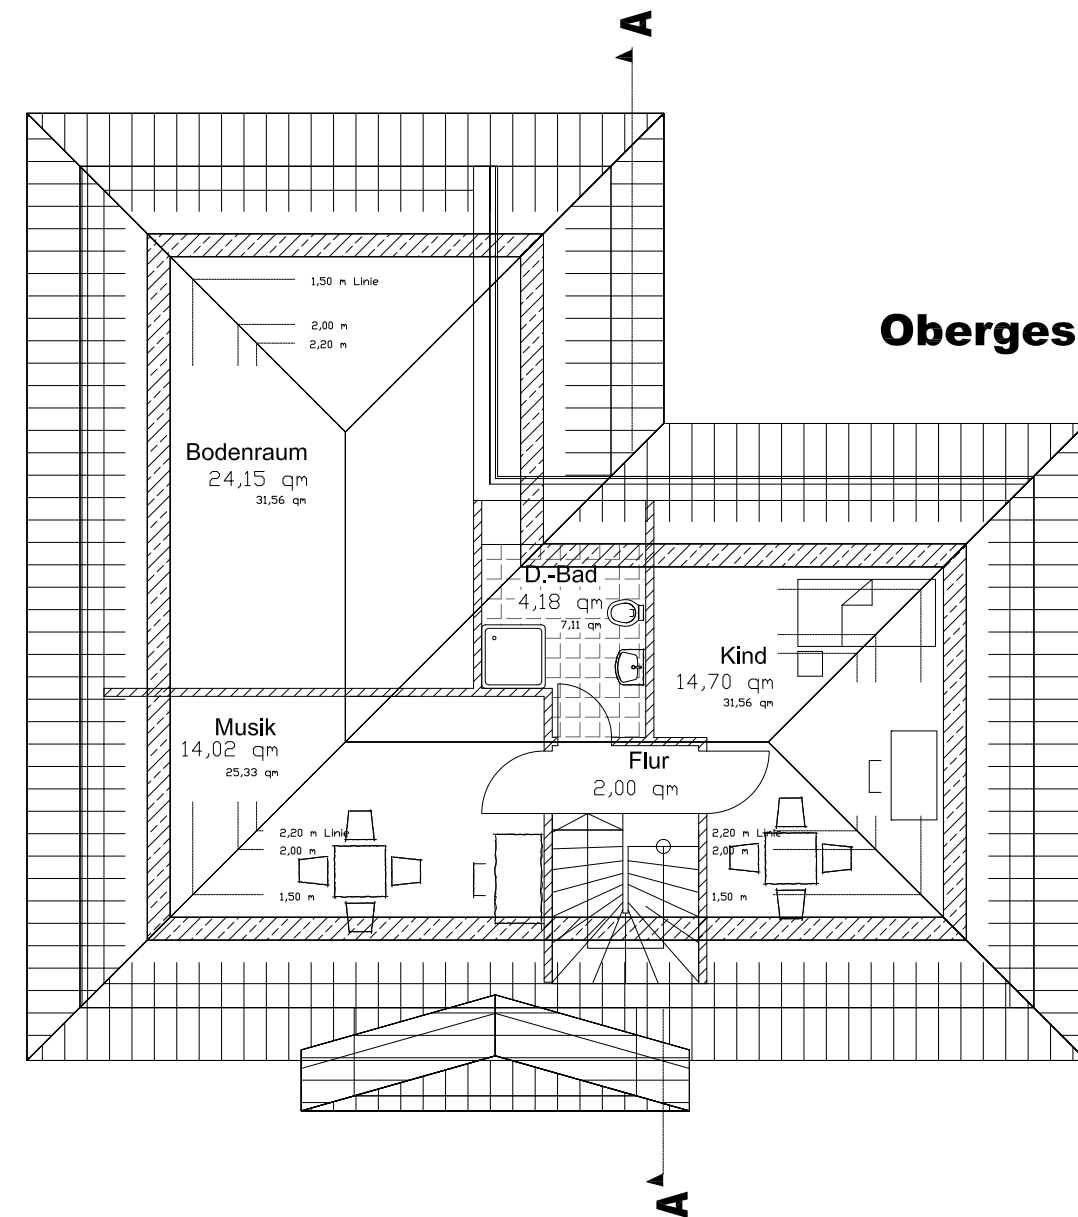 A
1,50 m Linie
2,00 m
2,20 m
Oberges
Bodenraum
24,15 qm
31,56 qm
D.-Bad
4,18 qm
7,11 qm
Kind
14,70 qm
31,56 qm
Musik
14,02 qm
25,33 qm
Flur
2,00 qm
2,20 m Linie
2,00 m
1,50 m
2,20 m Linie
2,00 m
1,50 m
A